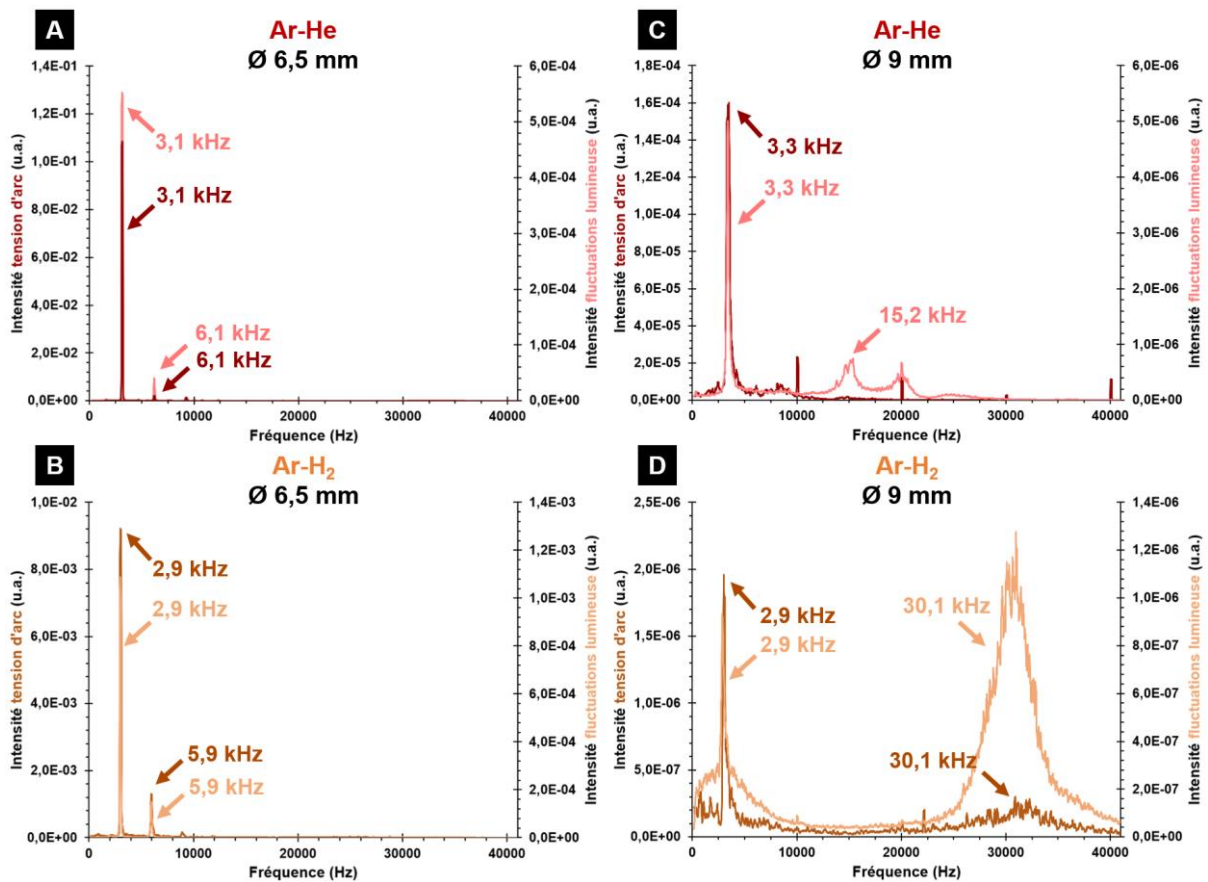 A
Ar-He
Ø 6,5 mm
Intensité tension d'arc (u.a.)
1,4E-01
1,2E-01
1,0E-01
8,0E-02
6,0E-02
4,0E-02
2,0E-02
0,0E+00
3,1 kHz
3,1 kHz
6,1 kHz
6,1 kHz
6,0E-04
5,0E-04
4,0E-04
3,0E-04
2,0E-04
1,0E-04
0,0E+00
Intensité fluctuations lumineuse (u.a.)
0 10000 20000 30000 40000
Fréquence (Hz)
C
Ar-He
Ø 9 mm
Intensité tension d'arc (u.a.)
1,8E-04
1,6E-04
1,4E-04
1,2E-04
1,0E-04
8,0E-05
6,0E-05
4,0E-05
2,0E-05
0,0E+00
3,3 kHz
3,3 kHz
15,2 kHz
6,0E-06
5,0E-06
4,0E-06
3,0E-06
2,0E-06
1,0E-06
0,0E+00
Intensité fluctuations lumineuse (u.a.)
0 10000 20000 30000 40000
Fréquence (Hz)
B
Ar-H₂
Ø 6,5 mm
Intensité tension d'arc (u.a.)
1,0E-02
8,0E-03
6,0E-03
4,0E-03
2,0E-03
0,0E+00
2,9 kHz
2,9 kHz
5,9 kHz
5,9 kHz
1,4E-03
1,2E-03
1,0E-03
8,0E-04
6,0E-04
4,0E-04
2,0E-04
0,0E+00
Intensité fluctuations lumineuse (u.a.)
0 10000 20000 30000 40000
Fréquence (Hz)
D
Ar-H₂
Ø 9 mm
Intensité tension d'arc (u.a.)
2,5E-06
2,0E-06
1,5E-06
1,0E-06
5,0E-07
0,0E+00
2,9 kHz
2,9 kHz
30,1 kHz
30,1 kHz
1,4E-06
1,2E-06
1,0E-06
8,0E-07
6,0E-07
4,0E-07
2,0E-07
0,0E+00
Intensité fluctuations lumineuse (u.a.)
0 10000 20000 30000 40000
Fréquence (Hz)